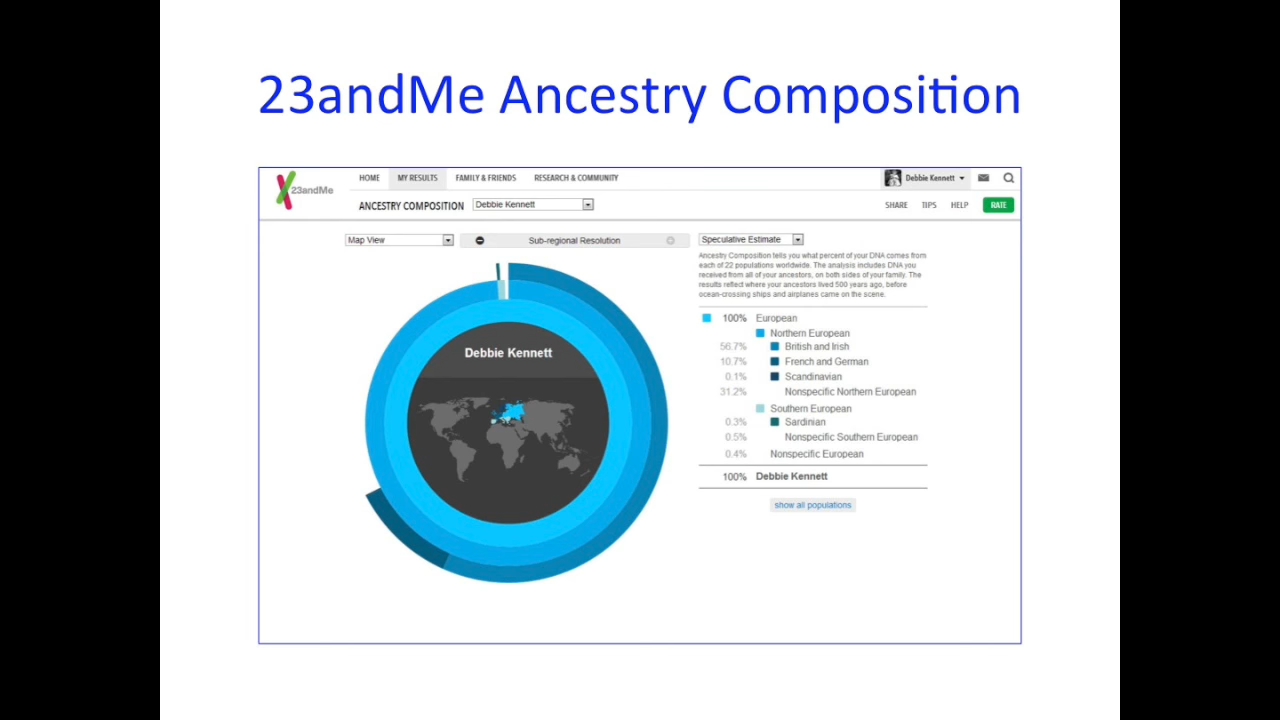 23andMe Ancestry Composition
23andMe
HOME MY RESULTS FAMILY & FRIENDS RESEARCH & COMMUNITY Debbie Kennett
ANCESTRY COMPOSITION Debbie Kennett SHARE TIPS HELP RATE
Map View Sub-regional Resolution Speculative Estimate
Ancestry Composition tells you what percent of your DNA comes from
each of 22 populations worldwide. The analysis includes DNA you
received from all of your ancestors, on both sides of your family. The
results reflect where your ancestors lived 500 years ago, before
ocean-crossing ships and airplanes came on the scene.
Debbie Kennett
100% European
Northern European
56.7% British and Irish
10.7% French and German
0.1% Scandinavian
31.2% Nonspecific Northern European
Southern European
0.3% Sardinian
0.5% Nonspecific Southern European
0.4% Nonspecific European
100% Debbie Kennett
show all populations